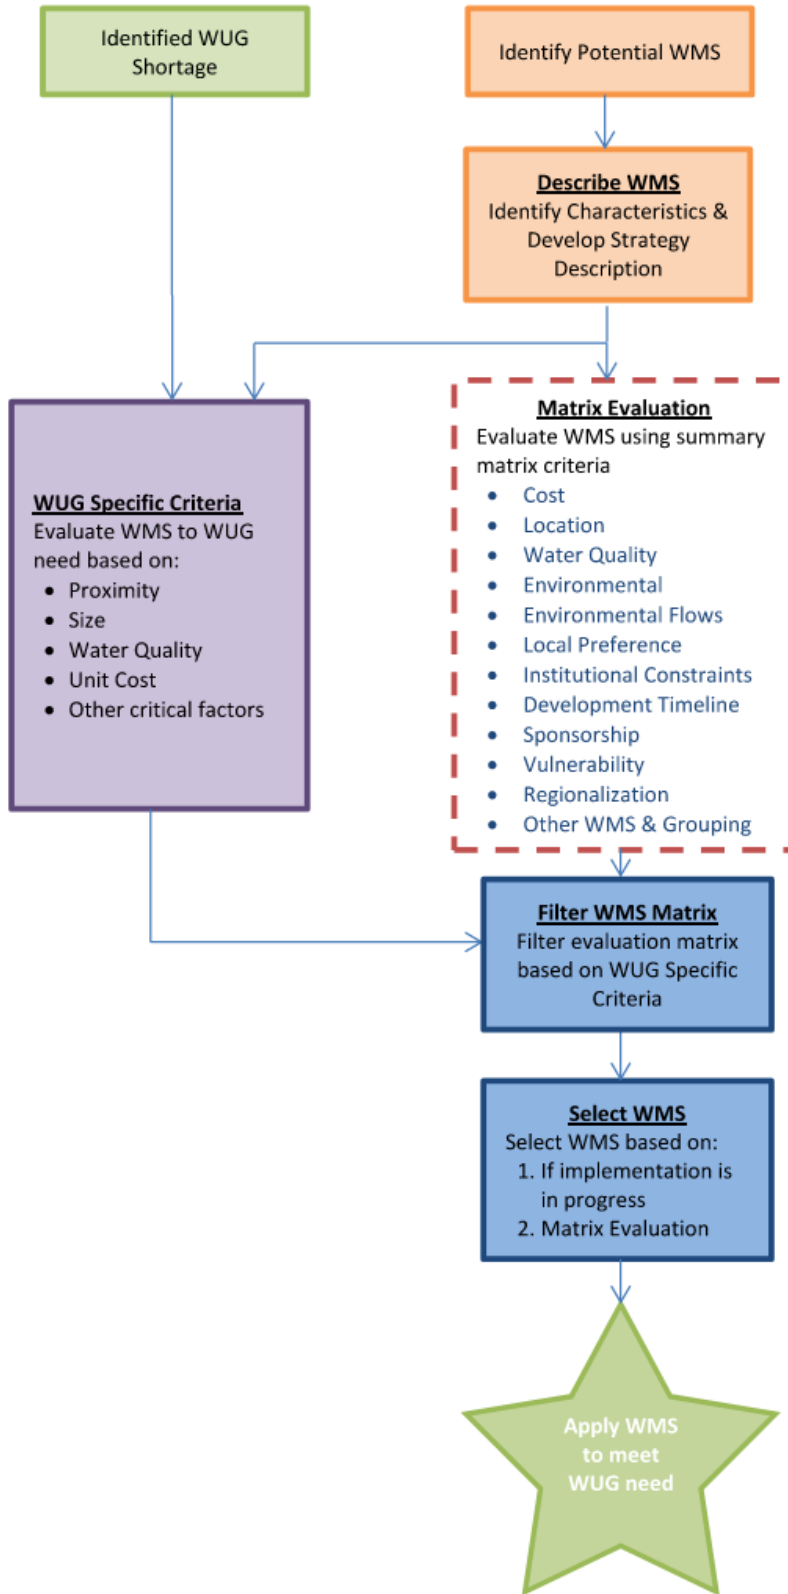 Identified WUG
Shortage
Identify Potential WMS
Describe WMS
Identify Characteristics &
Develop Strategy
Description
WUG Specific Criteria
Evaluate WMS to WUG
need based on:
• Proximity
• Size
• Water Quality
• Unit Cost
• Other critical factors
Matrix Evaluation
Evaluate WMS using summary
matrix criteria
• Cost
• Location
• Water Quality
• Environmental
• Environmental Flows
• Local Preference
• Institutional Constraints
• Development Timeline
• Sponsorship
• Vulnerability
• Regionalization
• Other WMS & Grouping
Filter WMS Matrix
Filter evaluation matrix
based on WUG Specific
Criteria
Select WMS
Select WMS based on:
1. If implementation is
in progress
2. Matrix Evaluation
Apply WMS
to meet
WUG need